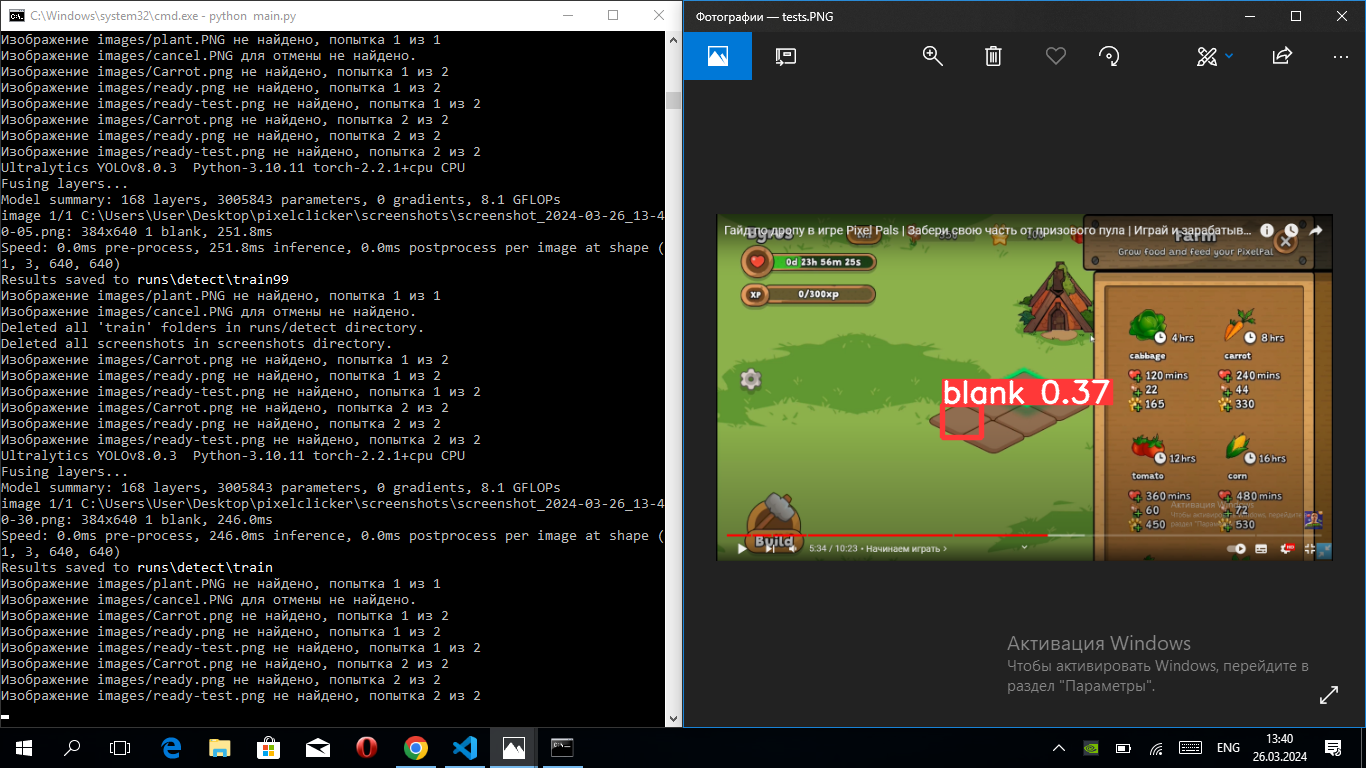 C:\Windows\system32\cmd.exe - python  main.py
Изображение images/plant.PNG не найдено, попытка 1 из 1
Изображение images/cancel.PNG для отмены не найдено.
Изображение images/Carrot.png не найдено, попытка 1 из 2
Изображение images/ready.png не найдено, попытка 1 из 2
Изображение images/ready-test.png не найдено, попытка 1 из 2
Изображение images/Carrot.png не найдено, попытка 2 из 2
Изображение images/ready.png не найдено, попытка 2 из 2
Изображение images/ready-test.png не найдено, попытка 2 из 2
Ultralytics YOLOv8.0.3  Python-3.10.11 torch-2.2.1+cpu CPU
Fusing layers...
Model summary: 168 layers, 3005843 parameters, 0 gradients, 8.1 GFLOPs
image 1/1 C:\Users\User\Desktop\pixelclicker\screenshots\screenshot_2024-03-26_13-4
0-05.png: 384x640 1 blank, 251.8ms
Speed: 0.0ms pre-process, 251.8ms inference, 0.0ms postprocess per image at shape (
1, 3, 640, 640)
Results saved to runs\detect\train99
Изображение images/plant.PNG не найдено, попытка 1 из 1
Изображение images/cancel.PNG для отмены не найдено.
Deleted all 'train' folders in runs/detect directory.
Deleted all screenshots in screenshots directory.
Изображение images/Carrot.png не найдено, попытка 1 из 2
Изображение images/ready.png не найдено, попытка 1 из 2
Изображение images/ready-test.png не найдено, попытка 1 из 2
Изображение images/Carrot.png не найдено, попытка 2 из 2
Изображение images/ready.png не найдено, попытка 2 из 2
Изображение images/ready-test.png не найдено, попытка 2 из 2
Ultralytics YOLOv8.0.3  Python-3.10.11 torch-2.2.1+cpu CPU
Fusing layers...
Model summary: 168 layers, 3005843 parameters, 0 gradients, 8.1 GFLOPs
image 1/1 C:\Users\User\Desktop\pixelclicker\screenshots\screenshot_2024-03-26_13-4
0-30.png: 384x640 1 blank, 246.0ms
Speed: 0.0ms pre-process, 246.0ms inference, 0.0ms postprocess per image at shape (
1, 3, 640, 640)
Results saved to runs\detect\train
Изображение images/plant.PNG не найдено, попытка 1 из 1
Изображение images/cancel.PNG для отмены не найдено.
Изображение images/Carrot.png не найдено, попытка 1 из 2
Изображение images/ready.png не найдено, попытка 1 из 2
Изображение images/ready-test.png не найдено, попытка 1 из 2
Изображение images/Carrot.png не найдено, попытка 2 из 2
Изображение images/ready.png не найдено, попытка 2 из 2
Изображение images/ready-test.png не найдено, попытка 2 из 2
Фотографии — tests.PNG
Гайд по дропу в игре Pixel Pals | Забери свою часть от призового пула | Играй и зарабатыв...
Farm
Grow food and feed your PixelPal
0d 23h 56m 25s
XP 0/300xp
4hrs
8hrs
cabbage
carrot
120 mins
240 mins
22
44
165
330
blank 0.37
12hrs
16hrs
tomato
corn
360 mins
480 mins
60
72
450
530
Активация Windows
Чтобы активировать Windows, перейдите в
раздел "Параметры".
Build
5:34 / 10:23 • Начинаем играть >
Активация Windows
Чтобы активировать Windows, перейдите в
раздел "Параметры".
ENG
13:40
26.03.2024